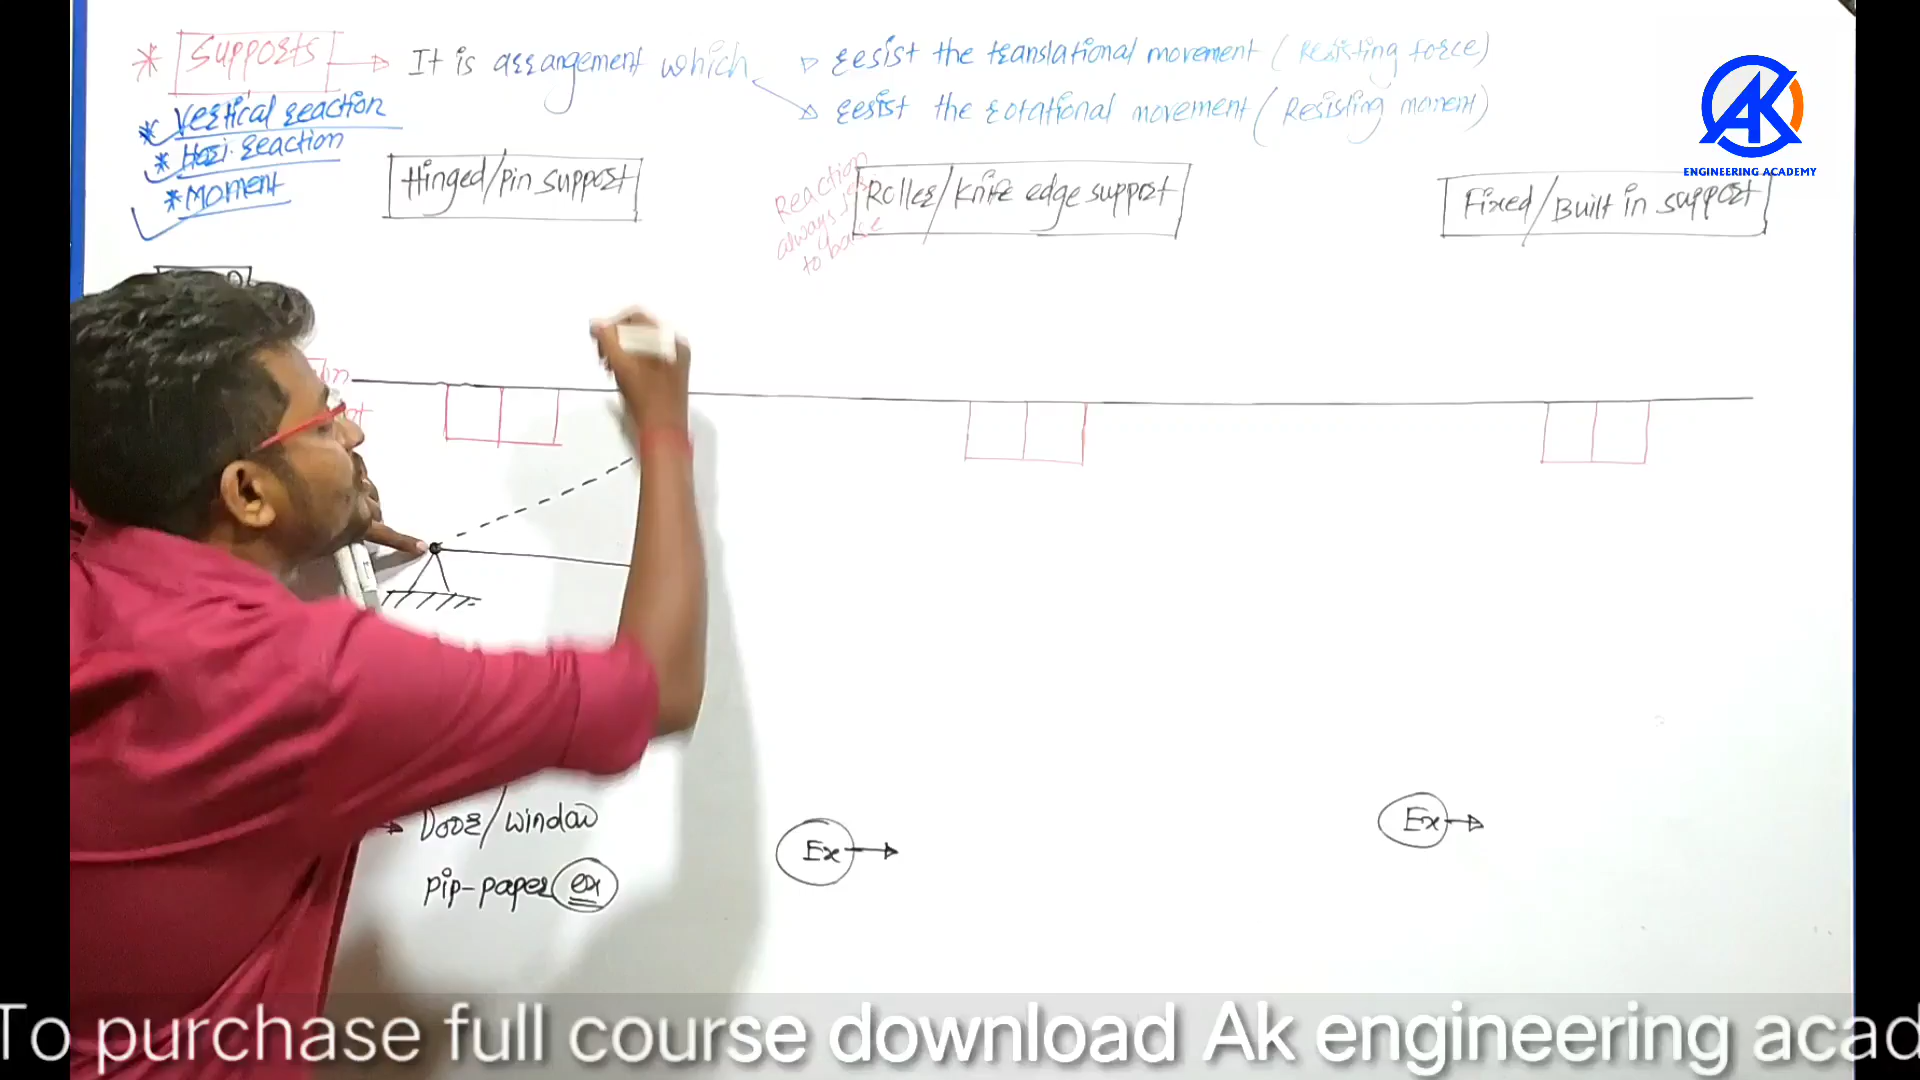 * Supports → It is arrangement which
▷ resist the translational movement (Resisting force)
▷ resist the rotational movement (Resisting moment)
* Vertical reaction
* Hori. reaction
* Moment
Hinged/pin support
Reaction
always
to base
Roller/Knife edge support
Fixed/Built in support
AK
ENGINEERING ACADEMY
Door/window
pip-paper ex
Ex →
Ex →
To purchase full course download Ak engineering acad